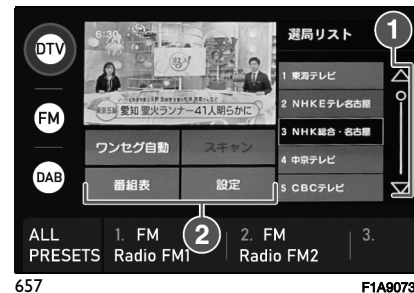 DTV
FM
DAB
6:30
愛知 聖火ランナー41人明らかに
ワンセグ自動
スキャン
番組表
設定
選局リスト
1 東海テレビ
2 NHKEテレ名古屋
3 NHK総合・名古屋
4 中京テレビ
5 CBCテレビ
1
2
ALL
PRESETS
1. FM
Radio FM1
2. FM
Radio FM2
3.
657
F1A9073